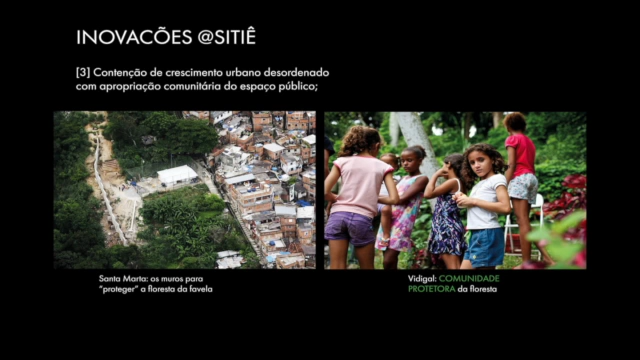 INOVACÕES @SITIÊ
[3] Contenção de crescimento urbano desordenado
com apropriação comunitária do espaço público;
Santa Marta: os muros para
“proteger” a floresta da favela
Vidigal: COMUNIDADE
PROTETORA da floresta